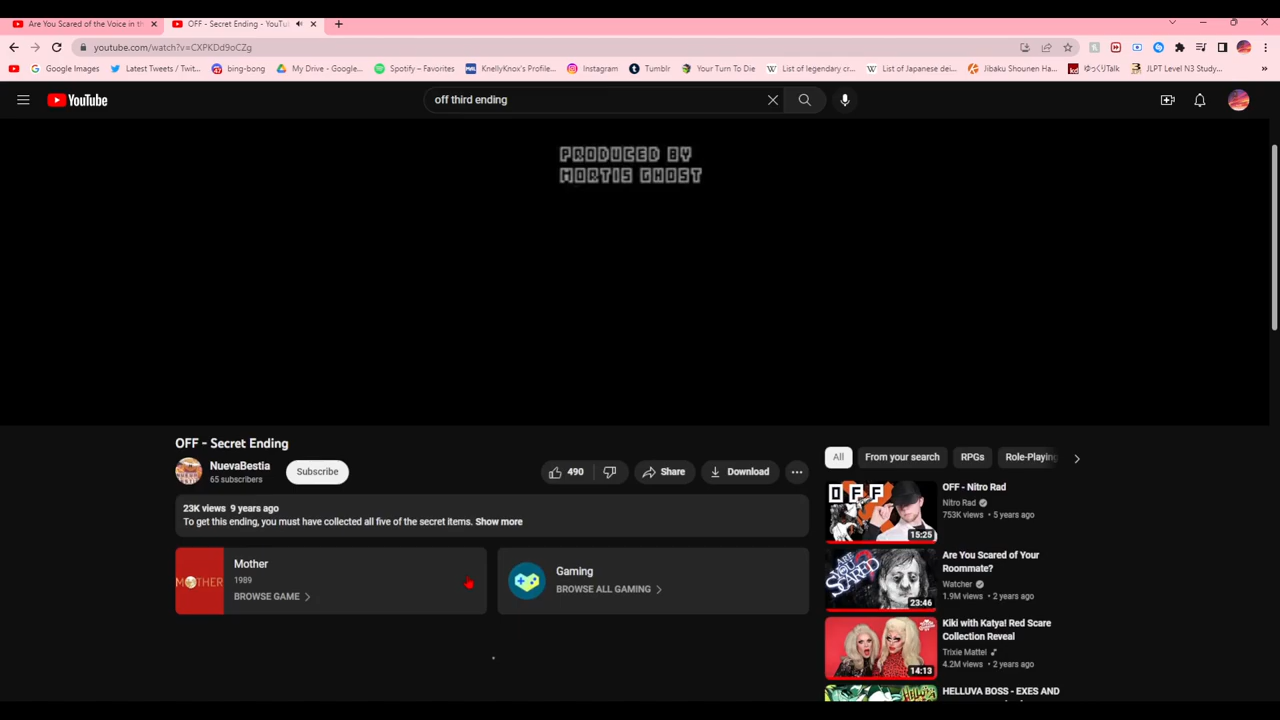 Are You Scared of the Voice in th
OFF - Secret Ending - YouTu
youtube.com/watch?v=CXPKDd9oCZg
Google Images
Latest Tweets / Twit...
bing-bong
My Drive - Google...
Spotify – Favorites
KnellyKnox's Profile...
Instagram
Tumblr
Your Turn To Die
List of legendary cr...
List of Japanese dei...
Jibaku Shounen Ha...
ゆっくりTalk
JLPT Level N3 Study...
YouTube
off third ending
PRODUCED BY
MORTIS GHOST
OFF - Secret Ending
NuevaBestia
65 subscribers
Subscribe
490
Share
Download
23K views 9 years ago
To get this ending, you must have collected all five of the secret items. Show more
Mother
1989
BROWSE GAME
MOTHER
Gaming
BROWSE ALL GAMING
All
From your search
RPGs
Role-Playing
OFF
15:25
OFF - Nitro Rad
Nitro Rad
753K views • 5 years ago
ARE YOU SCARED
23:46
Are You Scared of Your
Roommate?
Watcher
1.9M views • 2 years ago
14:13
Kiki with Katya! Red Scare
Collection Reveal
Trixie Mattel
4.2M views • 2 years ago
HELLUVA BOSS - EXES AND